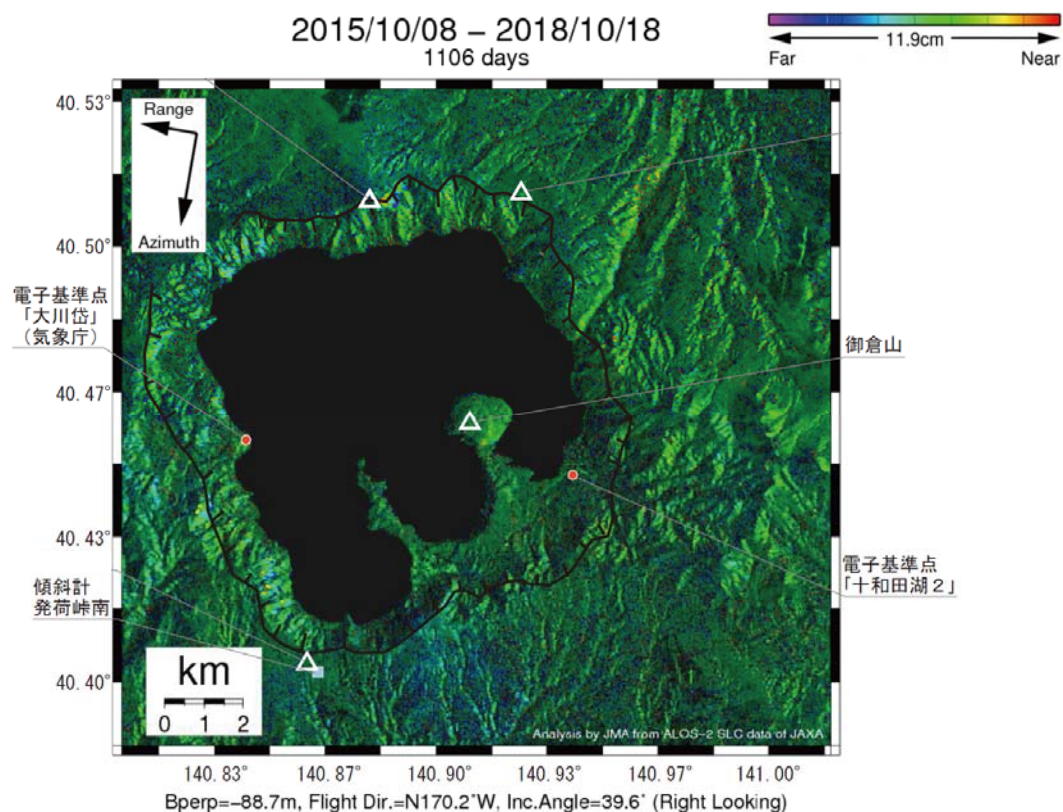 2015/10/08 − 2018/10/18
1106 days
11.9cm
Far
Near
40.53°
40.50°
40.47°
40.43°
40.40°
Range
Azimuth
電子基準点
「大川岱」
（気象庁）
御倉山
電子基準点
「十和田湖２」
傾斜計
発荷峠南
km
0 1 2
Analysis by JMA from ALOS−2 SLC data of JAXA
140.83° 140.87° 140.90° 140.93° 140.97° 141.00°
Bperp=−88.7m, Flight Dir.=N170.2°W, Inc.Angle=39.6° (Right Looking)